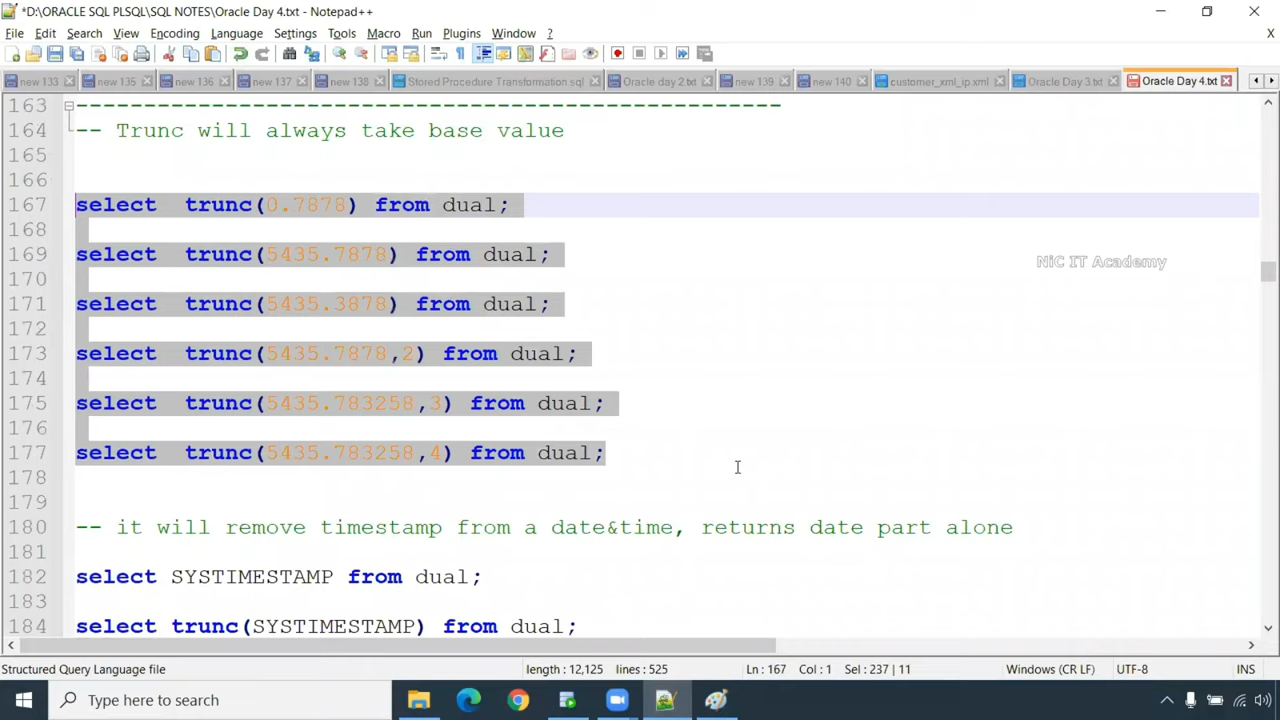 *D:\ORACLE SQL PLSQL\SQL NOTES\Oracle Day 4.txt - Notepad++
File Edit Search View Encoding Language Settings Tools Macro Run Plugins Window ? X
new 133 new 135 new 136 new 137 new 138 Stored Procedure Transformation.sql Oracle day 2.txt new 139 new 140 customer_xml_ip.xml Oracle Day 3.txt Oracle Day 4.txt
163 ----------------------------------------------------
164 -- Trunc will always take base value
165
166
167 select  trunc(0.7878) from dual;
168
169 select  trunc(5435.7878) from dual;
NiC IT Academy
170
171 select  trunc(5435.3878) from dual;
172
173 select  trunc(5435.7878,2) from dual;
174
175 select  trunc(5435.783258,3) from dual;
176
177 select  trunc(5435.783258,4) from dual;
178
179
180 -- it will remove timestamp from a date&time, returns date part alone
181
182 select SYSTIMESTAMP from dual;
183
184 select trunc(SYSTIMESTAMP) from dual;
Structured Query Language file length : 12,125 lines : 525 Ln : 167 Col : 1 Sel : 237 | 11 Windows (CR LF) UTF-8 INS
Type here to search